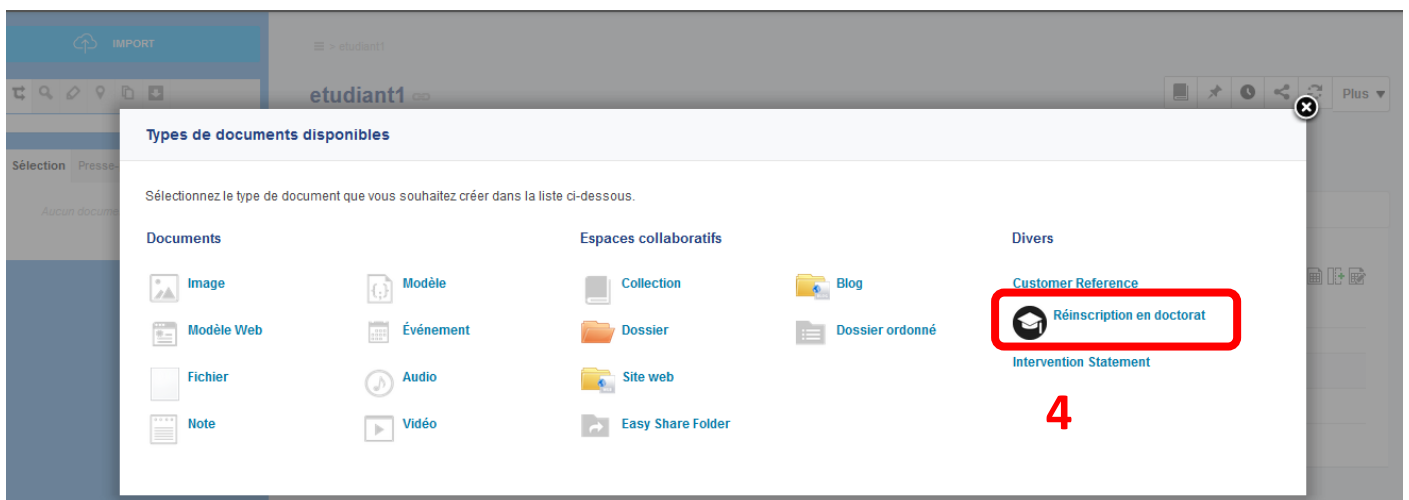 IMPORT
☰ > etudiant1
etudiant1
Plus ▼
Types de documents disponibles
Sélection Presse-
Sélectionnez le type de document que vous souhaitez créer dans la liste ci-dessous.
Aucun docume
Documents
Image
Modèle
Modèle Web
Événement
Fichier
Audio
Note
Vidéo
Espaces collaboratifs
Collection
Blog
Dossier
Dossier ordonné
Site web
Easy Share Folder
Divers
Customer Reference
Réinscription en doctorat
Intervention Statement
4